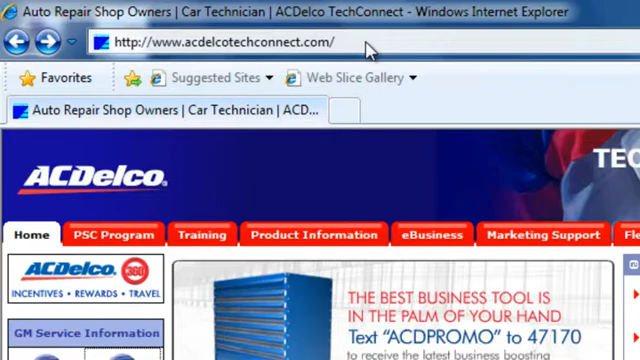 Auto Repair Shop Owners | Car Technician | ACDelco TechConnect - Windows Internet Explorer
http://www.acdelcotechconnect.com/
Favorites Suggested Sites Web Slice Gallery
Auto Repair Shop Owners | Car Technician | ACD...
ACDelco TEC
Home PSC Program Training Product Information eBusiness Marketing Support Fle
ACDelco 360
INCENTIVES • REWARDS • TRAVEL
GM Service Information
THE BEST BUSINESS TOOL IS
IN THE PALM OF YOUR HAND
Text "ACDPROMO" to 47170
to receive the latest business boosting